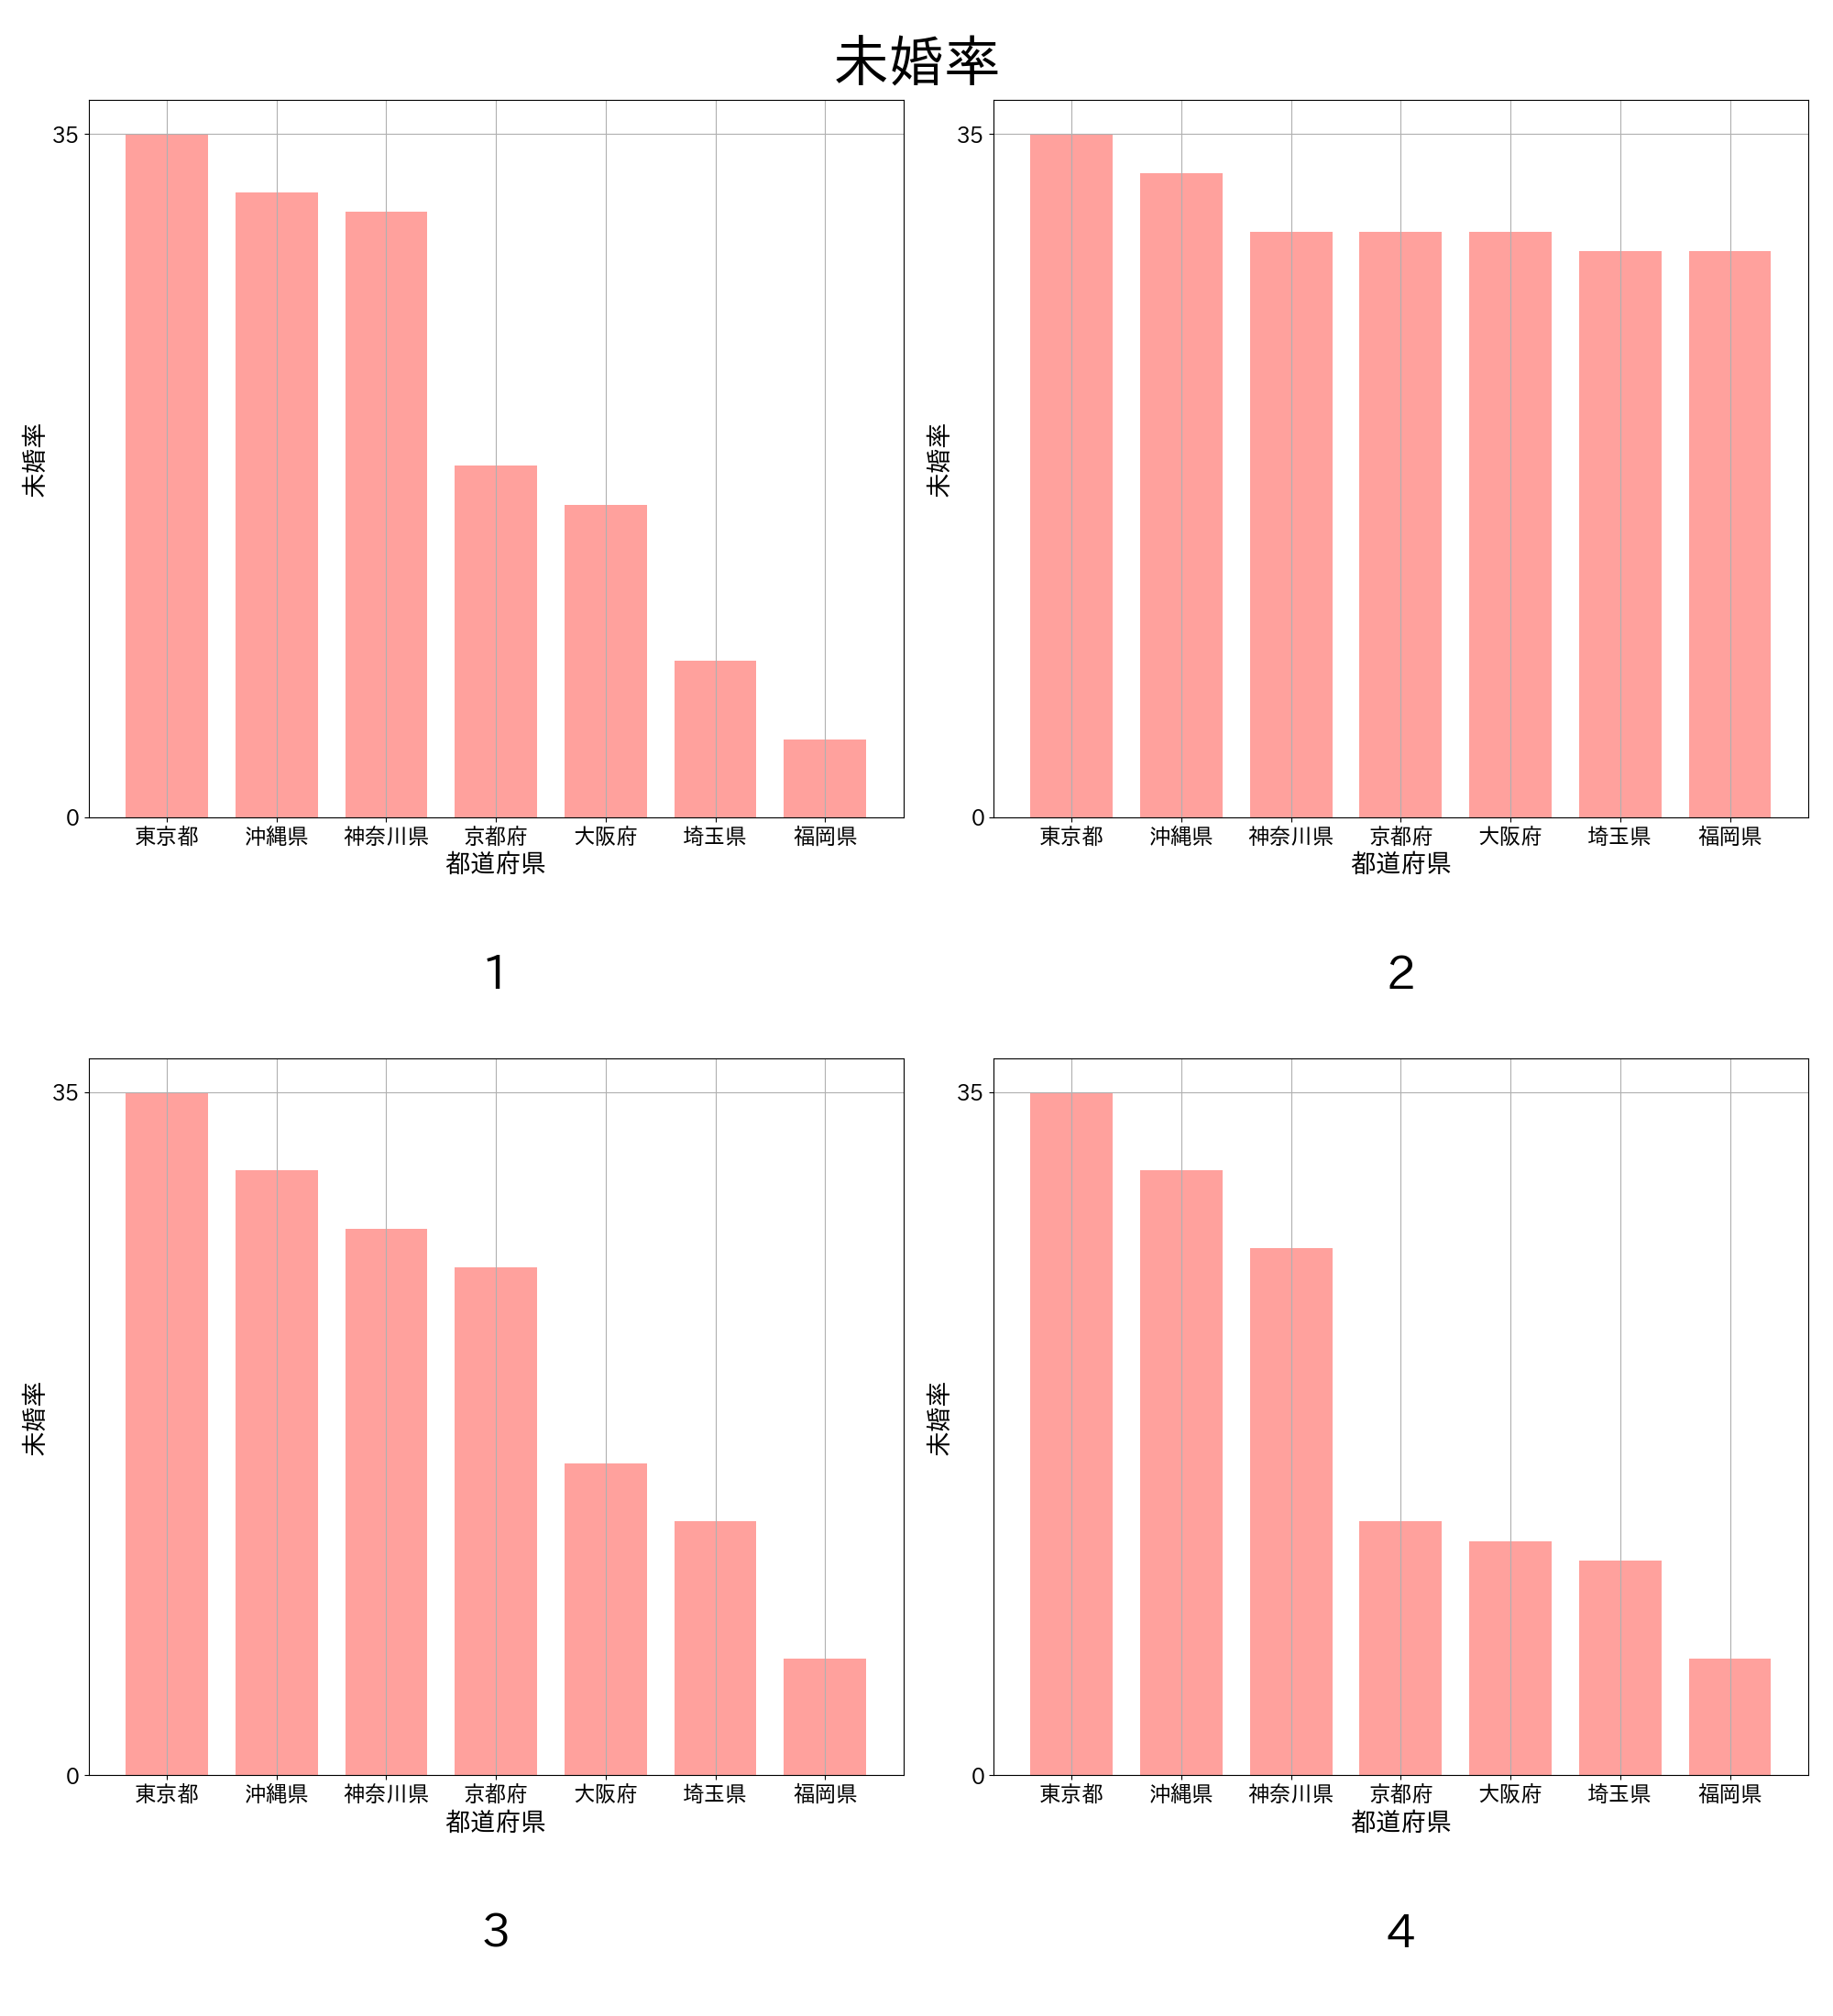 未婚率
35
0
未婚率
東京都 沖縄県 神奈川県 京都府 大阪府 埼玉県 福岡県
都道府県
1
35
0
未婚率
東京都 沖縄県 神奈川県 京都府 大阪府 埼玉県 福岡県
都道府県
2
35
0
未婚率
東京都 沖縄県 神奈川県 京都府 大阪府 埼玉県 福岡県
都道府県
3
35
0
未婚率
東京都 沖縄県 神奈川県 京都府 大阪府 埼玉県 福岡県
都道府県
4